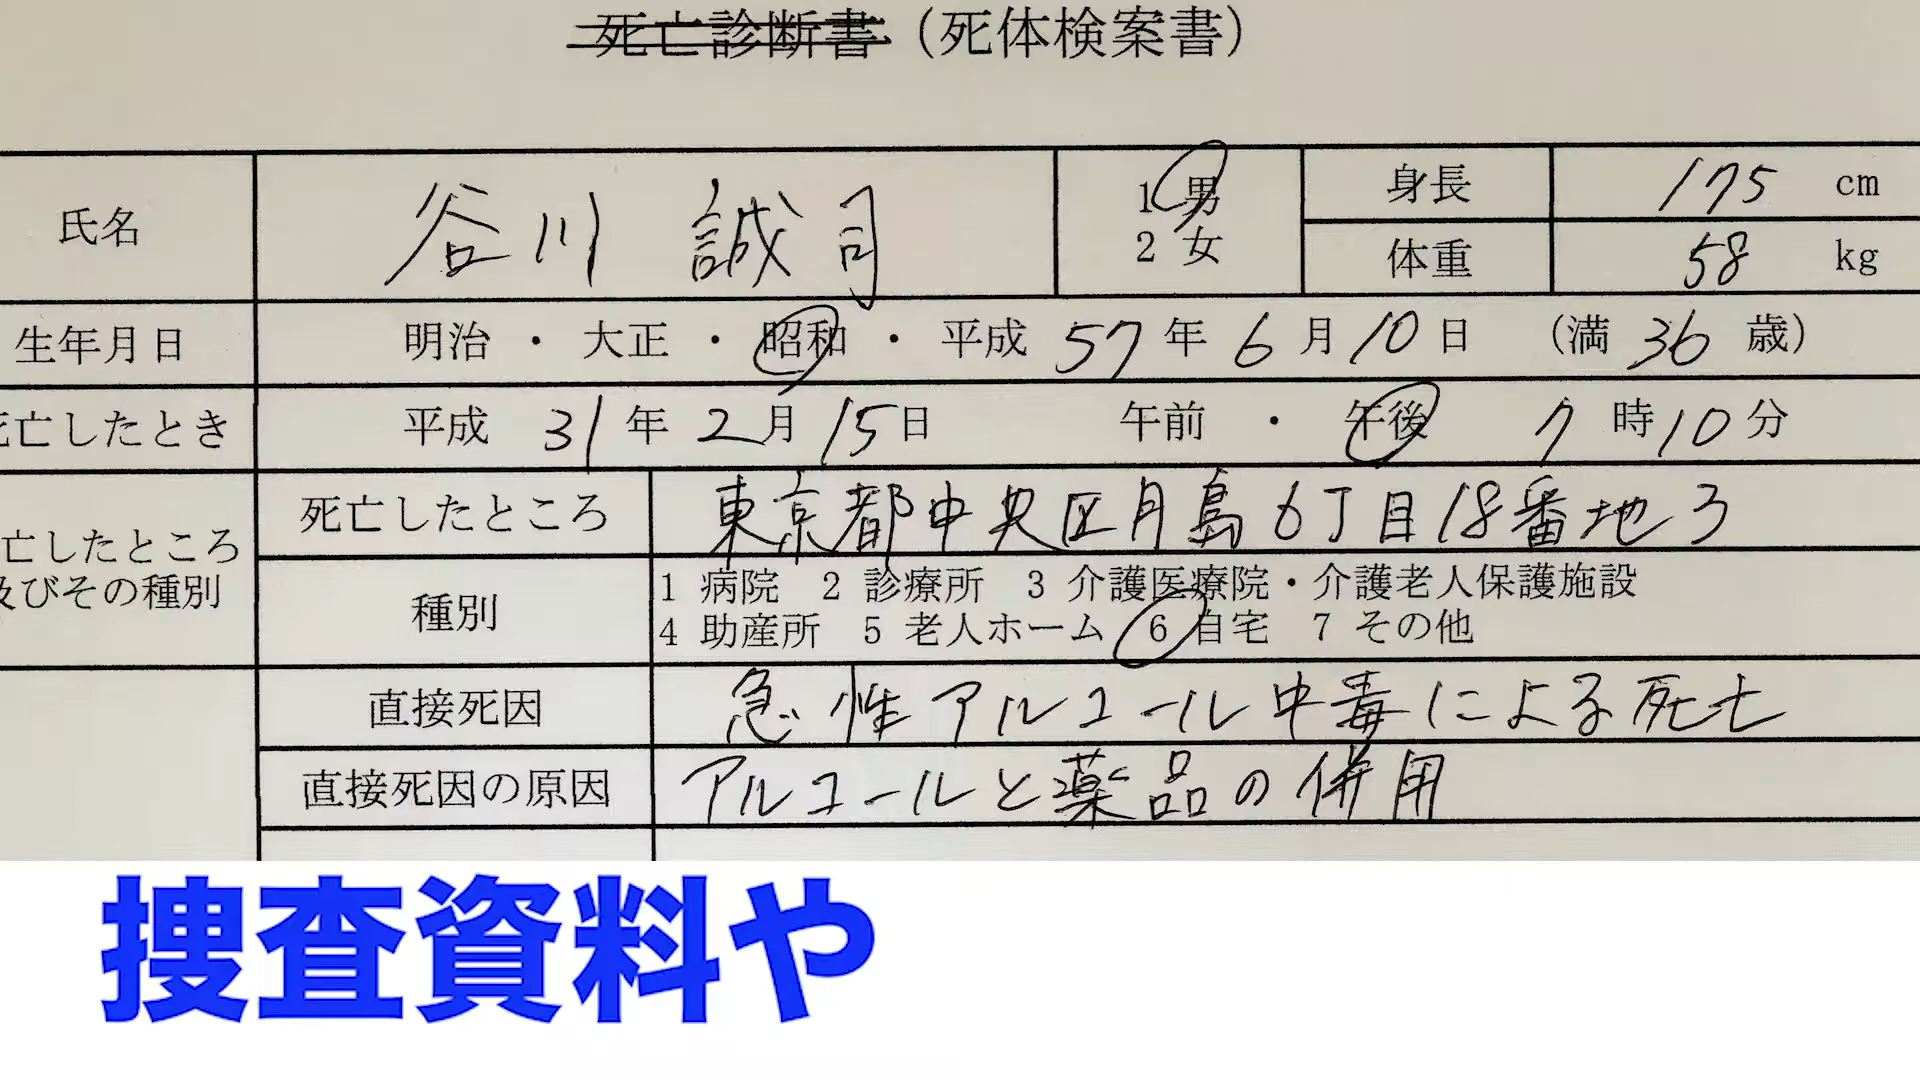 死亡診断書（死体検案書）
氏名 谷川 誠司 1 男 身長 175 cm
2 女 体重 58 kg
生年月日 明治 ・ 大正 ・ 昭和 ・ 平成 57 年 6 月 10 日 （満 36 歳）
死亡したとき 平成 31 年 2 月 15 日 午前 ・ 午後 7 時 10 分
亡したところ 死亡したところ 東京都中央区月島6丁目18番地3
及びその種別 種別 1 病院 2 診療所 3 介護医療院・介護老人保護施設
4 助産所 5 老人ホーム 6 自宅 7 その他
直接死因 急性アルコール中毒による死亡
直接死因の原因 アルコールと薬品の併用
捜査資料や